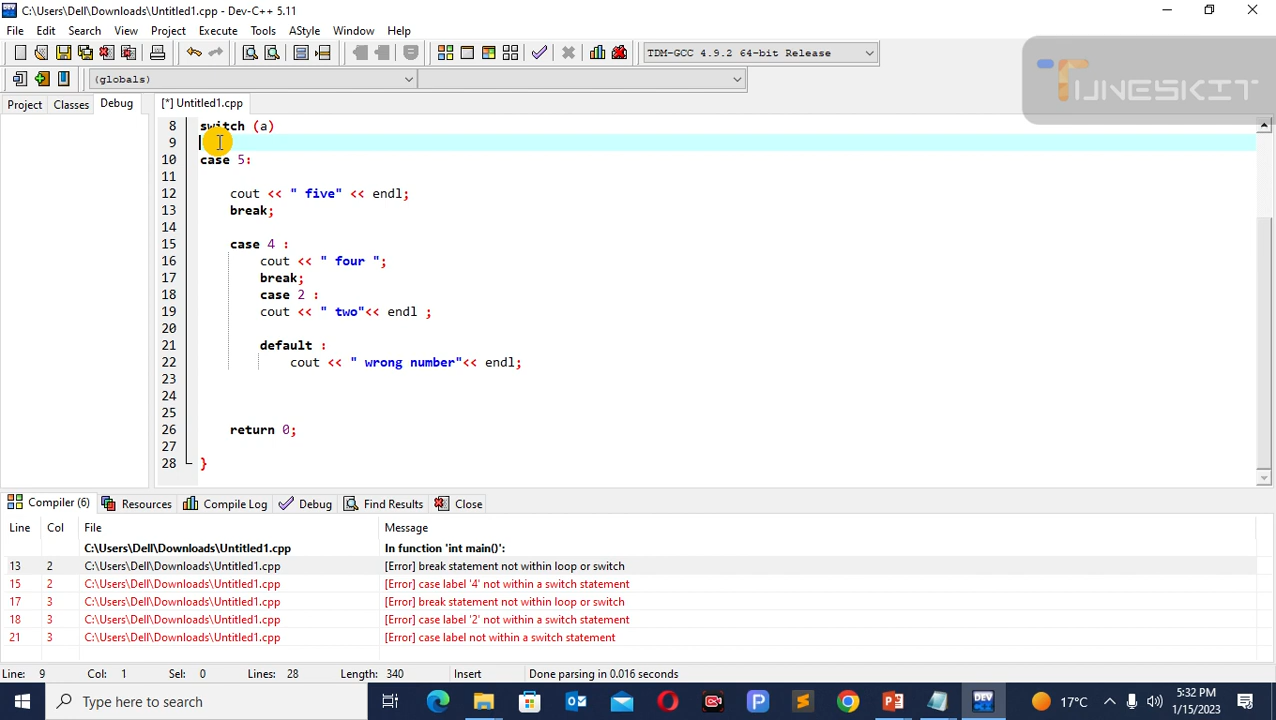 C:\Users\Dell\Downloads\Untitled1.cpp - Dev-C++ 5.11
File Edit Search View Project Execute Tools AStyle Window Help
TDM-GCC 4.9.2 64-bit Release
(globals)
TUNESKIT
Project Classes Debug [*] Untitled1.cpp
8 switch (a)
9
10 case 5:
11
12 cout << " five" << endl;
13 break;
14
15 case 4 :
16 cout << " four ";
17 break;
18 case 2 :
19 cout << " two"<< endl ;
20
21 default :
22 cout << " wrong number"<< endl;
23
24
25
26 return 0;
27
28 }
Compiler (6) Resources Compile Log Debug Find Results Close
Line Col File Message
C:\Users\Dell\Downloads\Untitled1.cpp In function 'int main()':
13 2 C:\Users\Dell\Downloads\Untitled1.cpp [Error] break statement not within loop or switch
15 2 C:\Users\Dell\Downloads\Untitled1.cpp [Error] case label '4' not within a switch statement
17 3 C:\Users\Dell\Downloads\Untitled1.cpp [Error] break statement not within loop or switch
18 3 C:\Users\Dell\Downloads\Untitled1.cpp [Error] case label '2' not within a switch statement
21 3 C:\Users\Dell\Downloads\Untitled1.cpp [Error] case label not within a switch statement
Line: 9 Col: 1 Sel: 0 Lines: 28 Length: 340 Insert Done parsing in 0.016 seconds
Type here to search
DEV
17°C
5:32 PM
1/15/2023